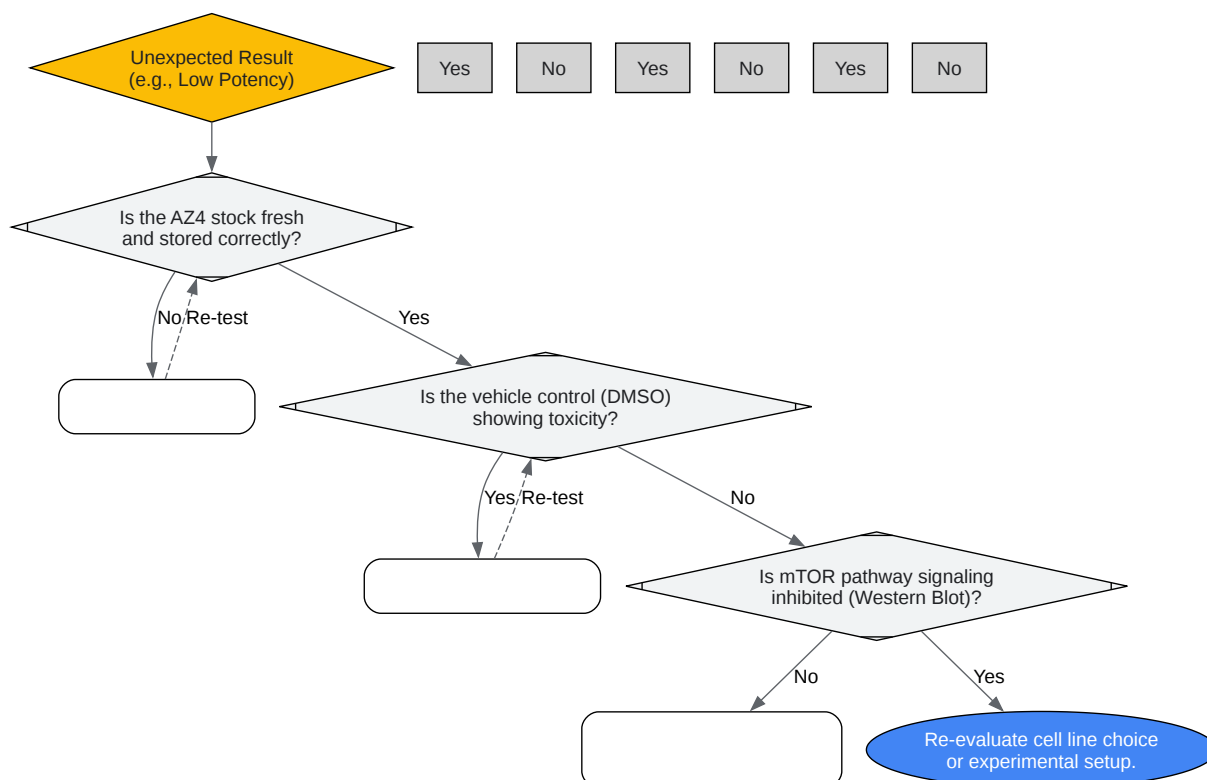 Unexpected Result
(e.g., Low Potency)
Yes
No
Yes
No
Yes
No
Is the AZ4 stock fresh
and stored correctly?
No
Re-test
Yes
Is the vehicle control (DMSO)
showing toxicity?
Yes
Re-test
No
Is mTOR pathway signaling
inhibited (Western Blot)?
No
Yes
Re-evaluate cell line choice
or experimental setup.